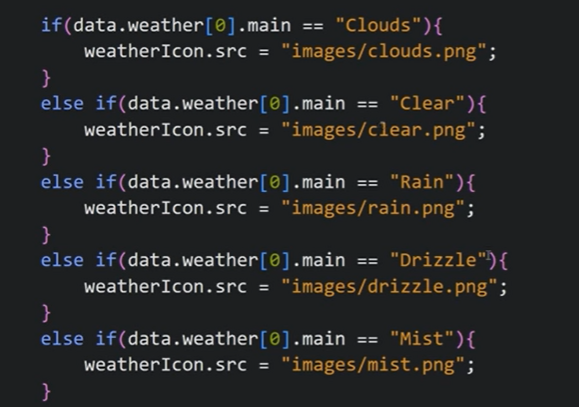 if(data.weather[0].main == "Clouds"){
    weatherIcon.src = "images/clouds.png";
}
else if(data.weather[0].main == "Clear"){
    weatherIcon.src = "images/clear.png";
}
else if(data.weather[0].main == "Rain"){
    weatherIcon.src = "images/rain.png";
}
else if(data.weather[0].main == "Drizzle"){
    weatherIcon.src = "images/drizzle.png";
}
else if(data.weather[0].main == "Mist"){
    weatherIcon.src = "images/mist.png";
}